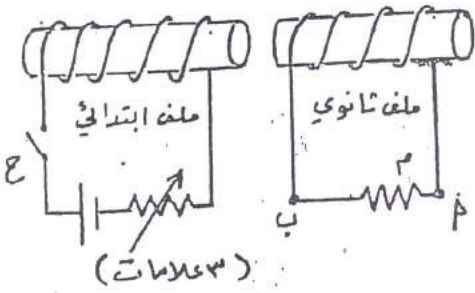 ملف ابتدائي
ملف ثانوي
ح
م
ب
م
(٣ علامات)